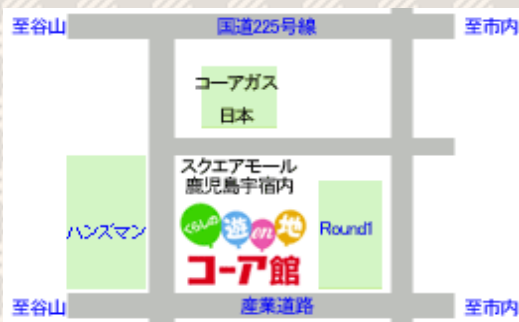 至谷山
国道225号線
至市内
コーアガス
日本
スクエアモール
鹿児島宇宿内
くらしの
遊en地
コーア館
ハンズマン
Round1
至谷山
産業道路
至市内